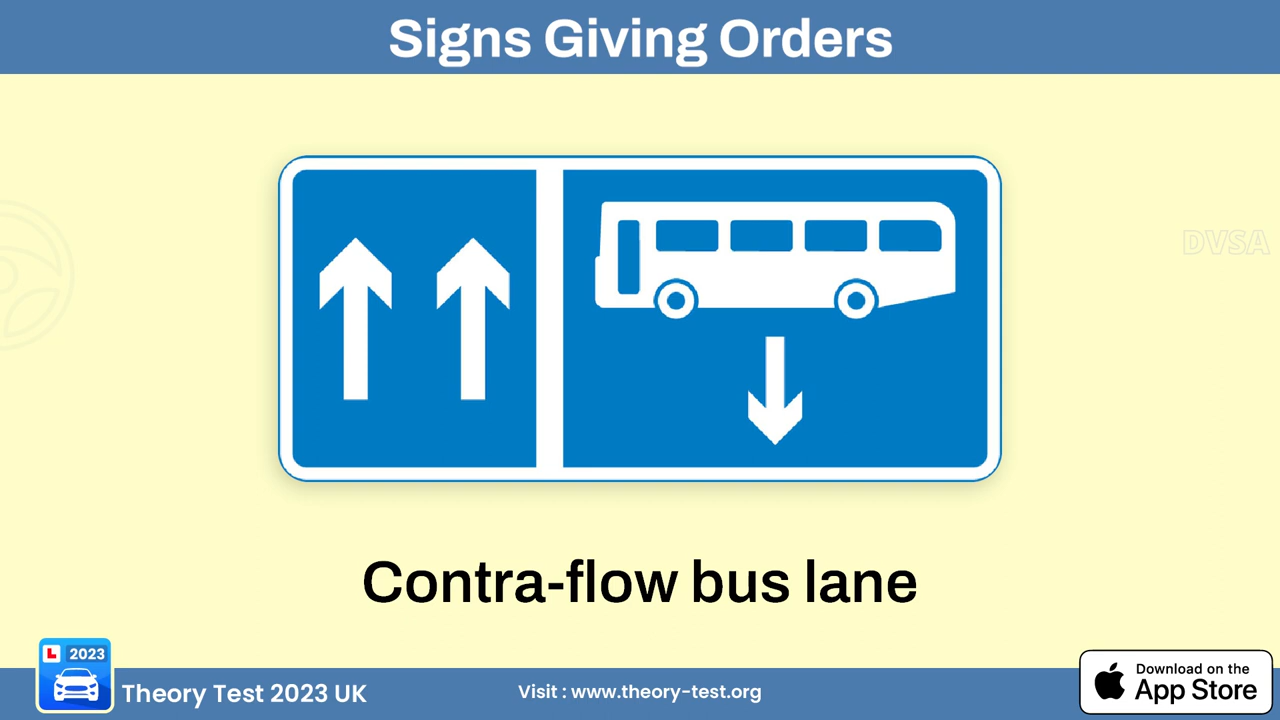 Signs Giving Orders
DVSA
Contra-flow bus lane
L 2023
Theory Test 2023 UK
Visit : www.theory-test.org
Download on the
App Store